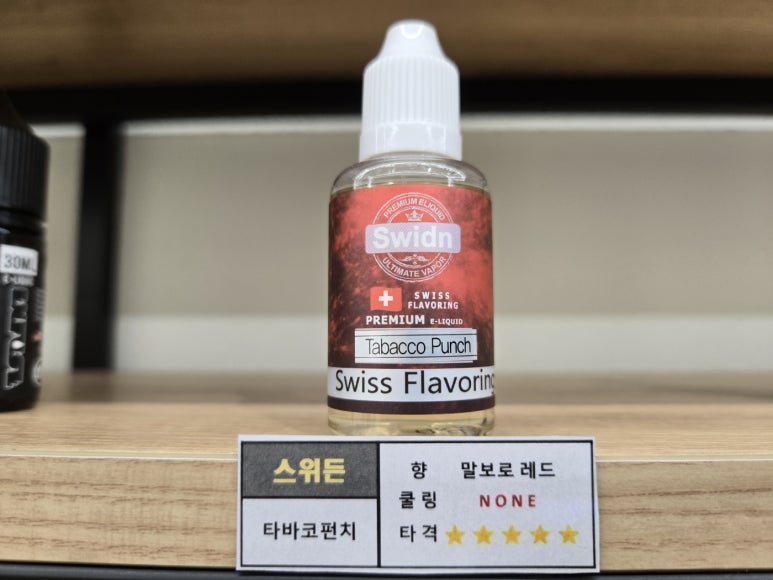 PREMIUM ELIQUID
Swidn
ULTIMATE VAPOR
SWISS
FLAVORING
PREMIUM E-LIQUID
Tabacco Punch
Swiss Flavoring
30ML
E-LIQUID
스위든
타바코펀치
향 말보로 레드
쿨링 NONE
타격 ★★★★★